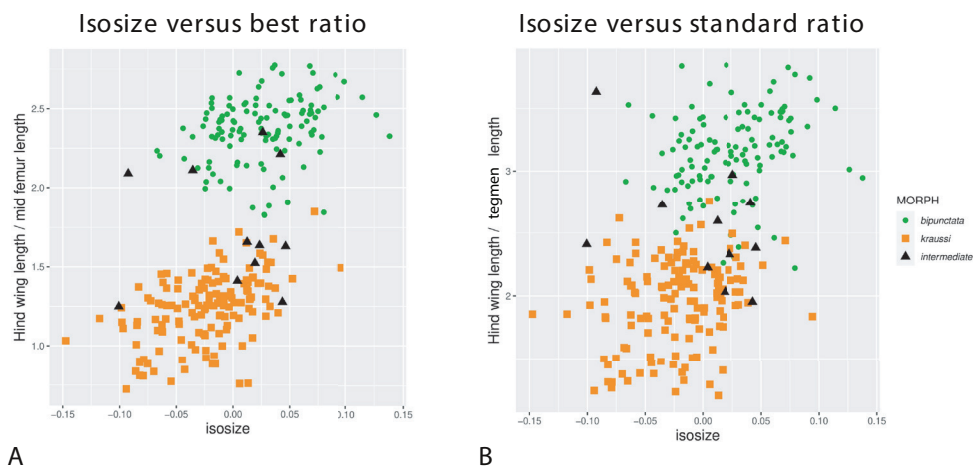 Isosize versus best ratio
Hind wing length / mid femur length
2.5
2.0
1.5
1.0
−0.15 −0.10 −0.05 0.00 0.05 0.10 0.15
isosize
A
Isosize versus standard ratio
Hind wing length / tegmen length
3
2
−0.15 −0.10 −0.05 0.00 0.05 0.10 0.15
isosize
B
MORPH
bipunctata
kraussi
intermediate